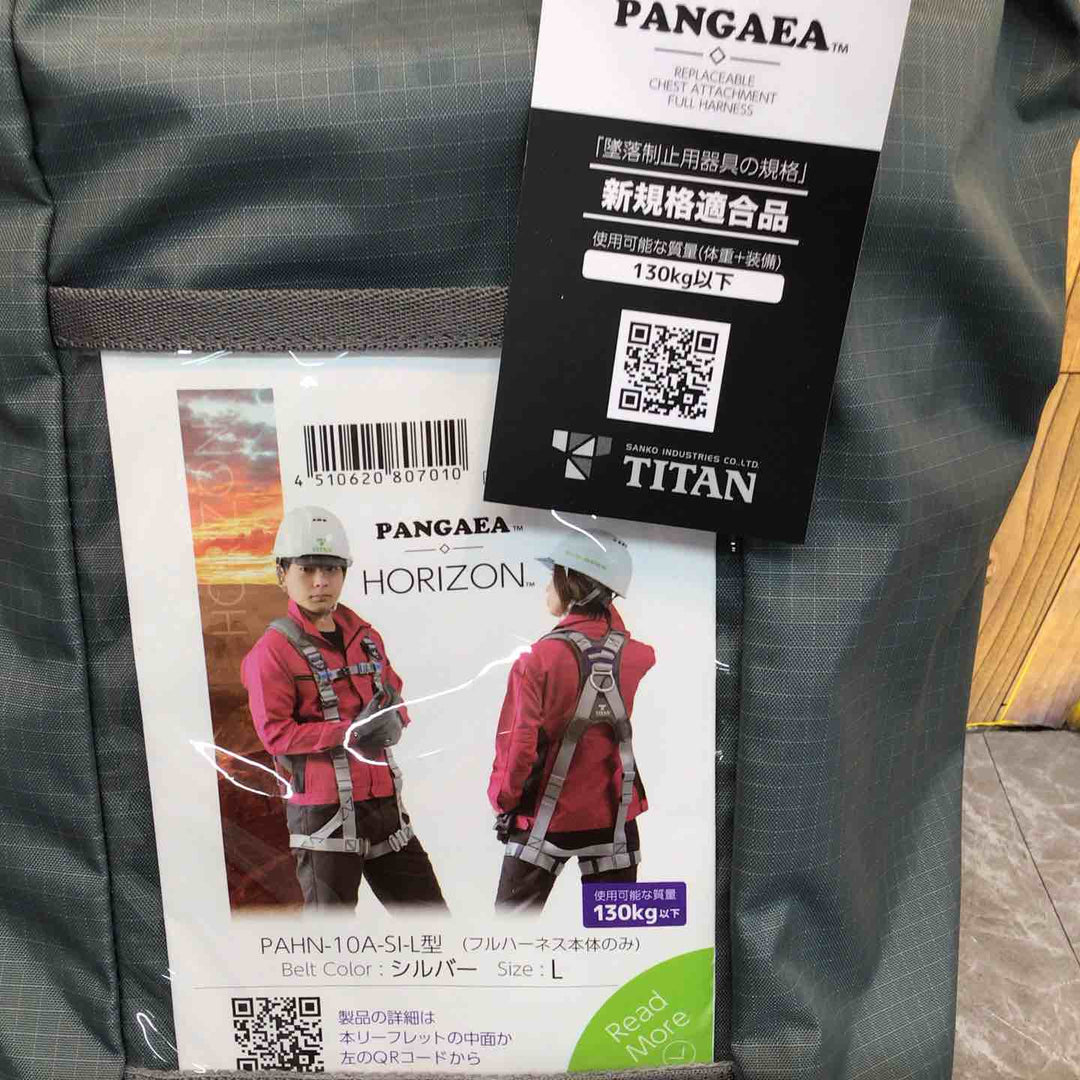 PANGAEA™
REPLACEABLE
CHEST ATTACHMENT
FULL HARNESS
「墜落制止用器具の規格」
新規格適合品
使用可能な質量(体重+装備)
130kg以下
SANKO INDUSTRIES CO.,LTD.
TITAN
4 510620 807010
PANGAEA™
HORIZON™
HORIZON
TITAN
TITAN
使用可能な質量
130kg以下
PAHN-10A-SI-L型 (フルハーネス本体のみ)
Belt Color : シルバー Size : L
製品の詳細は
本リーフレットの中面か
左のQRコードから
Read
More